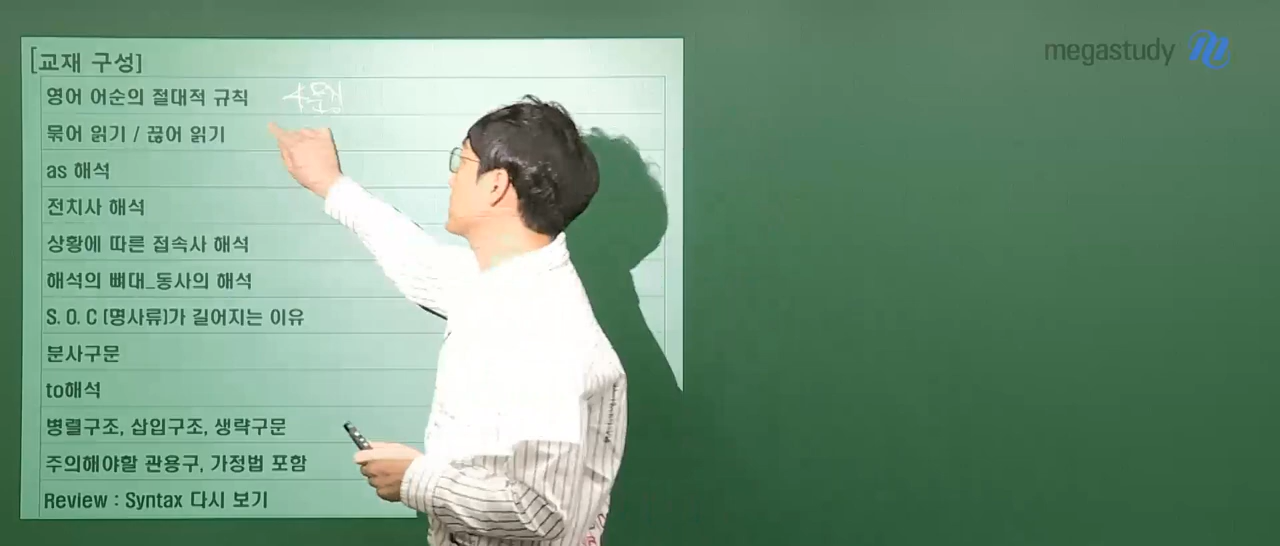 megastudy
[교재 구성]
영어 어순의 절대적 규칙
묶어 읽기 / 끊어 읽기
as 해석
전치사 해석
상황에 따른 접속사 해석
해석의 뼈대_동사의 해석
S. O. C (명사류)가 길어지는 이유
분사구문
to해석
병렬구조, 삽입구조, 생략구문
주의해야할 관용구, 가정법 포함
Review : Syntax 다시 보기